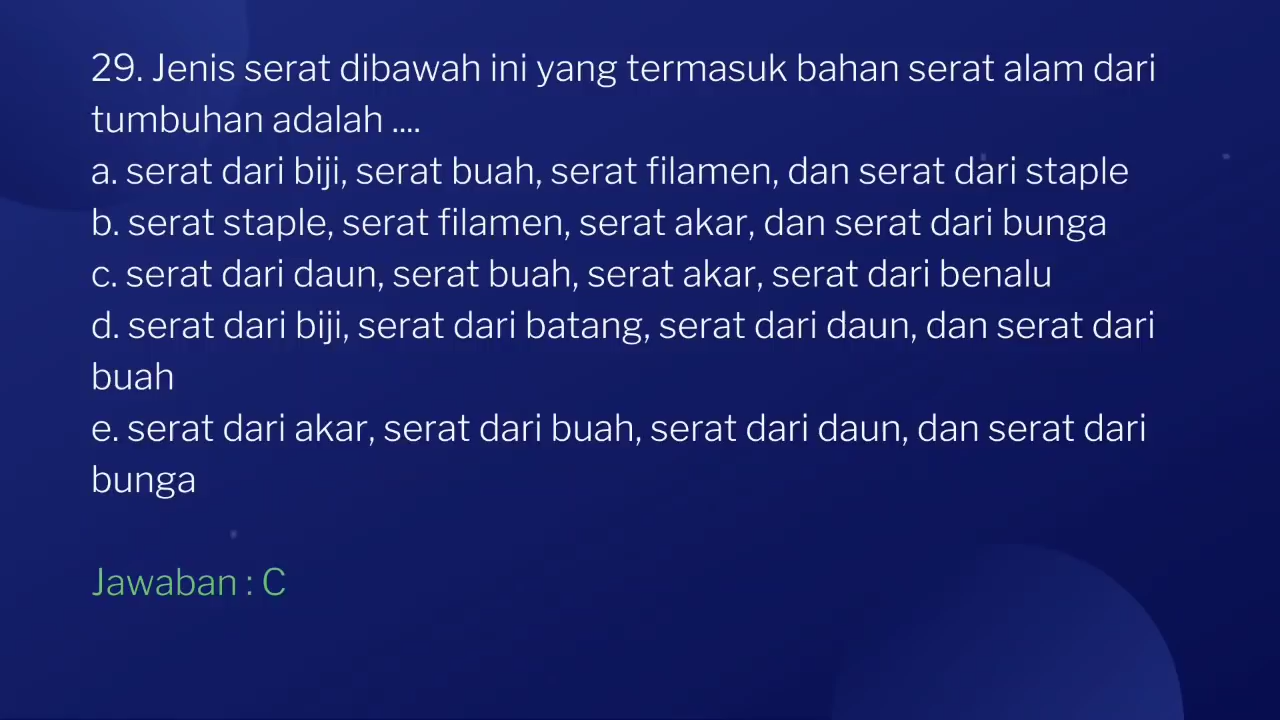 29. Jenis serat dibawah ini yang termasuk bahan serat alam dari
tumbuhan adalah ....
a. serat dari biji, serat buah, serat filamen, dan serat dari staple
b. serat staple, serat filamen, serat akar, dan serat dari bunga
c. serat dari daun, serat buah, serat akar, serat dari benalu
d. serat dari biji, serat dari batang, serat dari daun, dan serat dari
buah
e. serat dari akar, serat dari buah, serat dari daun, dan serat dari
bunga
Jawaban : C